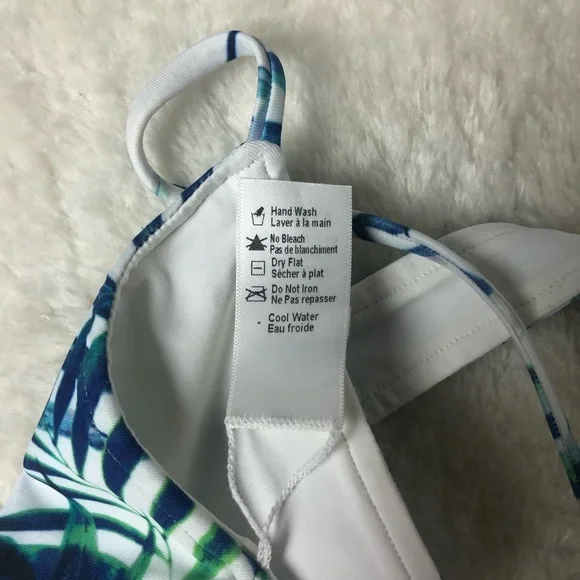 Hand Wash
Laver à la main
No Bleach
Pas de blanchiment
Dry Flat
Sécher à plat
Do Not Iron
Ne Pas repasser
Cool Water
Eau froide